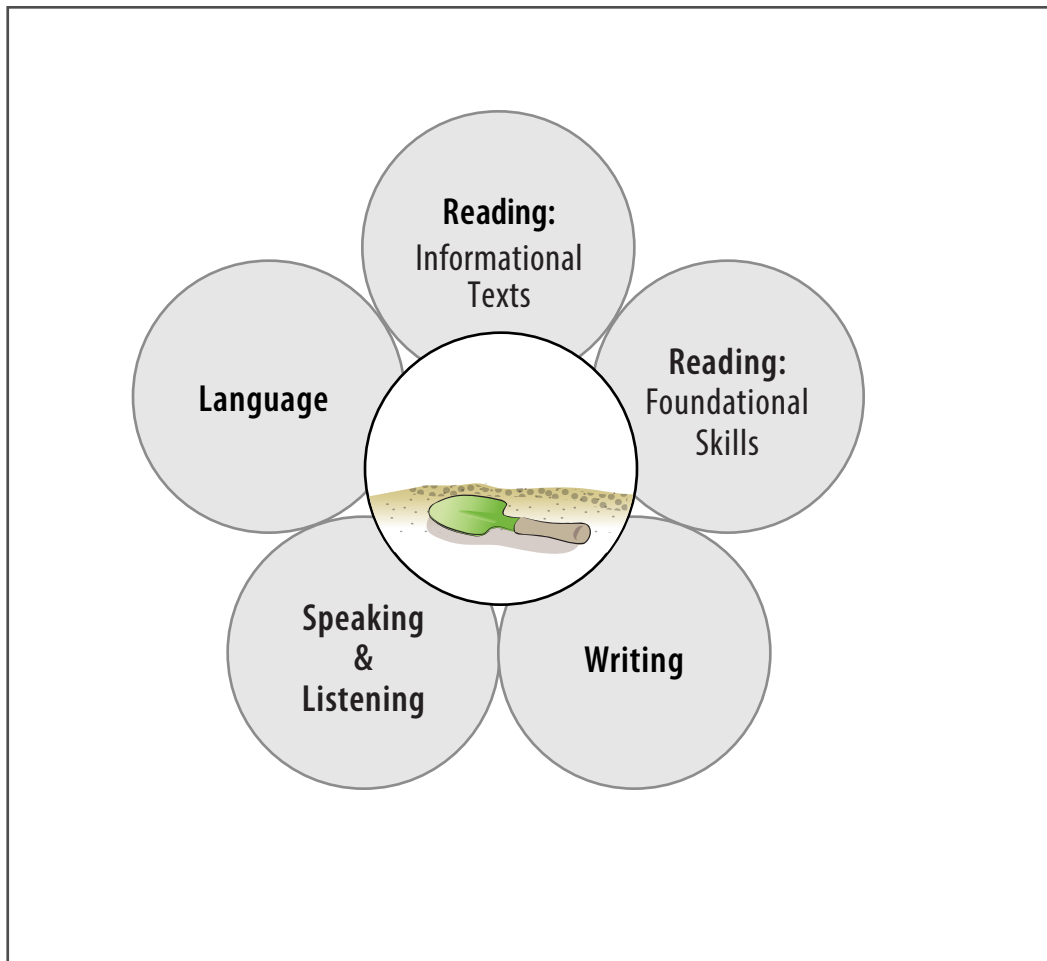 Reading:
Informational
Texts
Reading:
Foundational
Skills
Language
Speaking
&
Listening
Writing